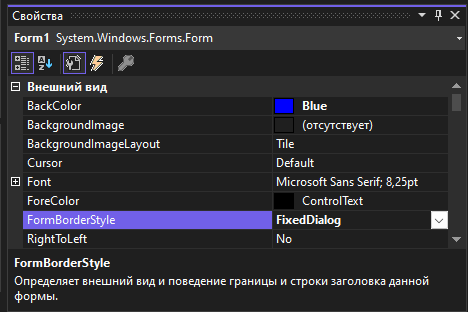 Свойства
Form1 System.Windows.Forms.Form
Внешний вид
BackColor Blue
BackgroundImage (отсутствует)
BackgroundImageLayout Tile
Cursor Default
Font Microsoft Sans Serif; 8,25pt
ForeColor ControlText
FormBorderStyle FixedDialog
RightToLeft No
FormBorderStyle
Определяет внешний вид и поведение границы и строки заголовка данной
формы.